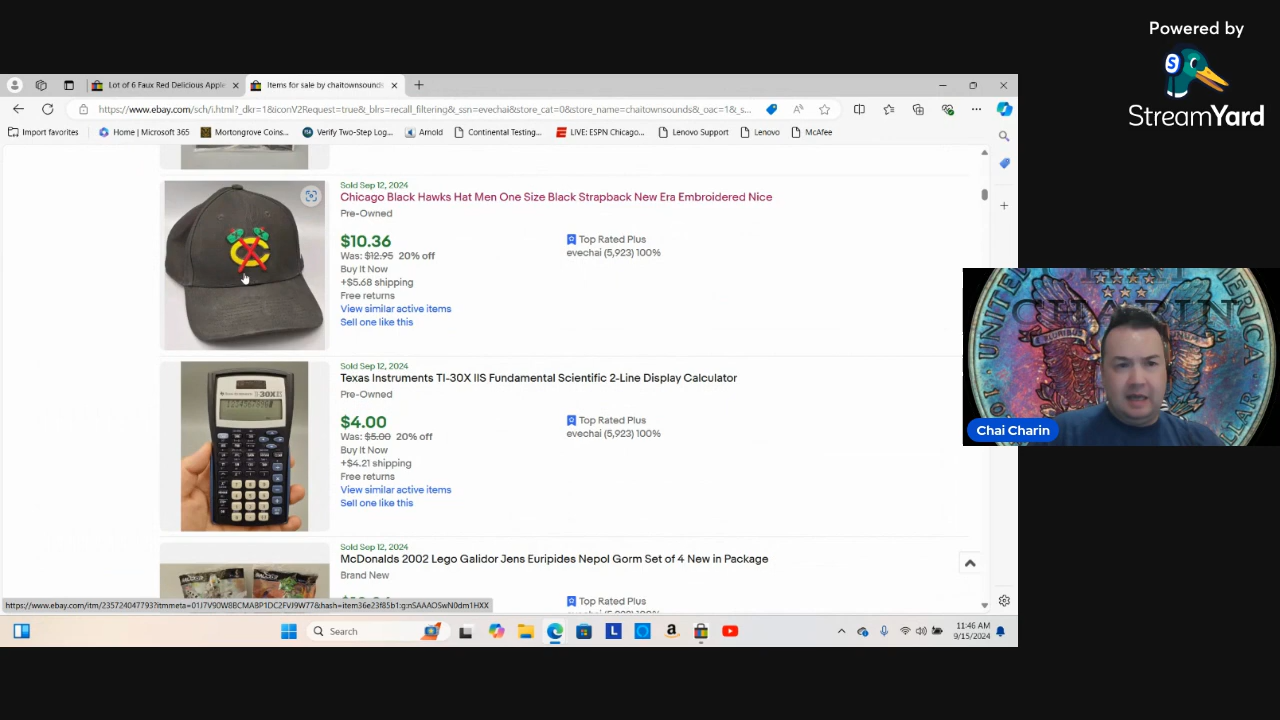 Powered by
StreamYard
Lot of 6 Faux Red Delicious Apple
Items for sale by chaitownsounds
https://www.ebay.com/sch/i.html?_dkr=1&iconV2Request=true&_blrs=recall_filtering&_ssn=evechai&store_cat=0&store_name=chaitownsounds&_oac=1&_s...
Import favorites
Home | Microsoft 365
Mortongrove Coins...
Verify Two-Step Log...
Arnold
Continental Testing...
LIVE: ESPN Chicago...
Lenovo Support
Lenovo
McAfee
Sold Sep 12, 2024
Chicago Black Hawks Hat Men One Size Black Strapback New Era Embroidered Nice
Pre-Owned
$10.36
Was: $12.95 20% off
Buy It Now
+$5.68 shipping
Free returns
View similar active items
Sell one like this
Top Rated Plus
evechai (5,923) 100%
Sold Sep 12, 2024
Texas Instruments TI-30X IIS Fundamental Scientific 2-Line Display Calculator
Pre-Owned
$4.00
Was: $5.00 20% off
Buy It Now
+$4.21 shipping
Free returns
View similar active items
Sell one like this
Top Rated Plus
evechai (5,923) 100%
Sold Sep 12, 2024
McDonalds 2002 Lego Galidor Jens Euripides Nepol Gorm Set of 4 New in Package
Brand New
Top Rated Plus
Chai Charin
Search
11:46 AM
9/15/2024